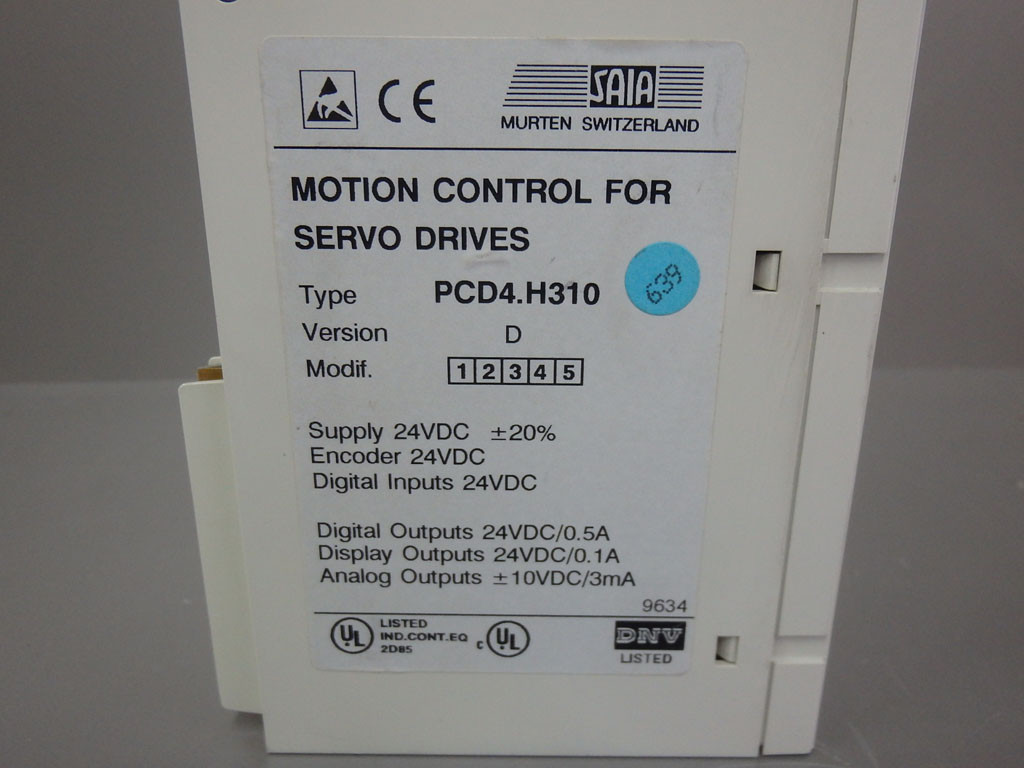 CE
SAIA
MURTEN SWITZERLAND
MOTION CONTROL FOR
SERVO DRIVES
639
Type PCD4.H310
Version D
Modif. 1 2 3 4 5
Supply 24VDC ±20%
Encoder 24VDC
Digital Inputs 24VDC
Digital Outputs 24VDC/0.5A
Display Outputs 24VDC/0.1A
Analog Outputs ±10VDC/3mA
9634
UL LISTED
IND.CONT.EQ
2D85
c UL
DNV
LISTED